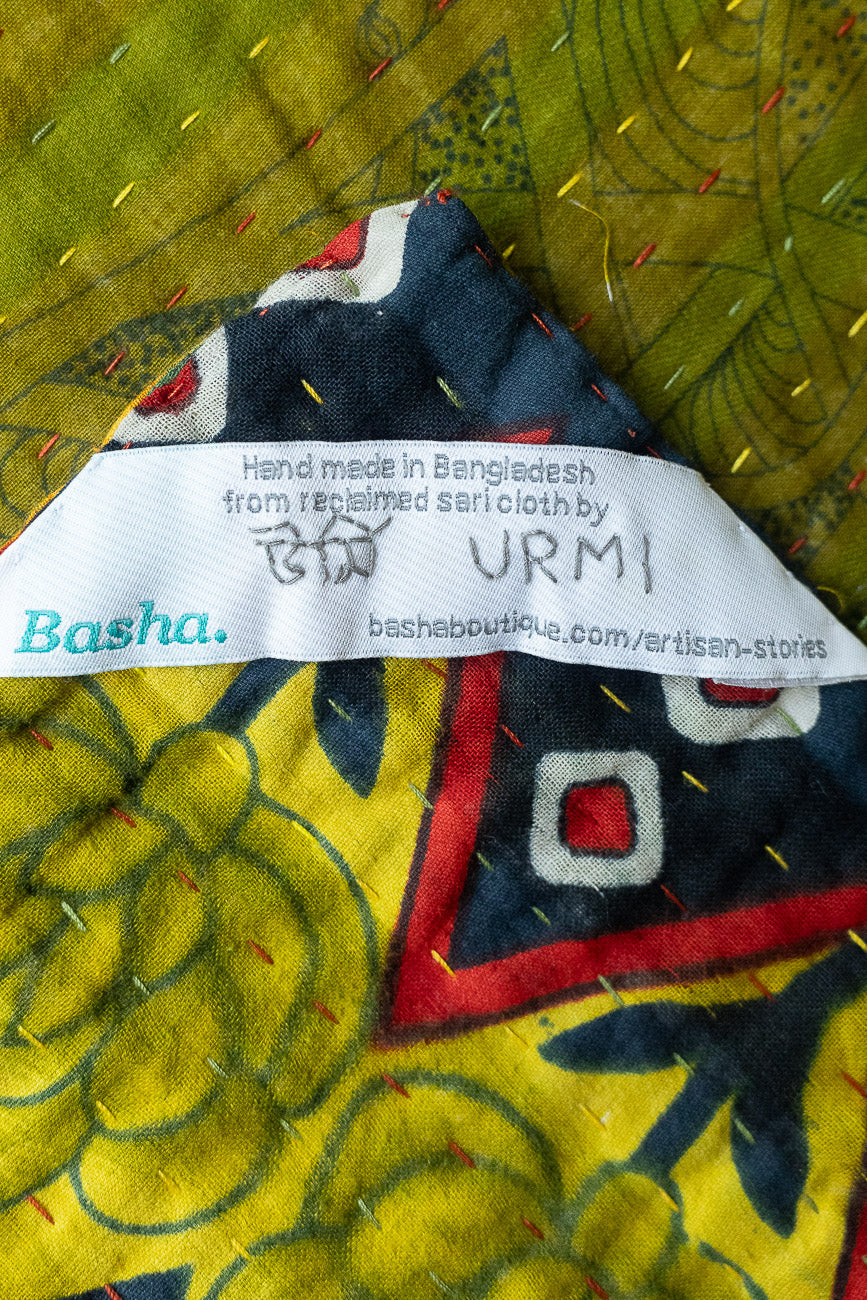 Hand made in Bangladesh
from reclaimed sari cloth by
উর্মি URMI
Basha. bashaboutique.com/artisan-stories